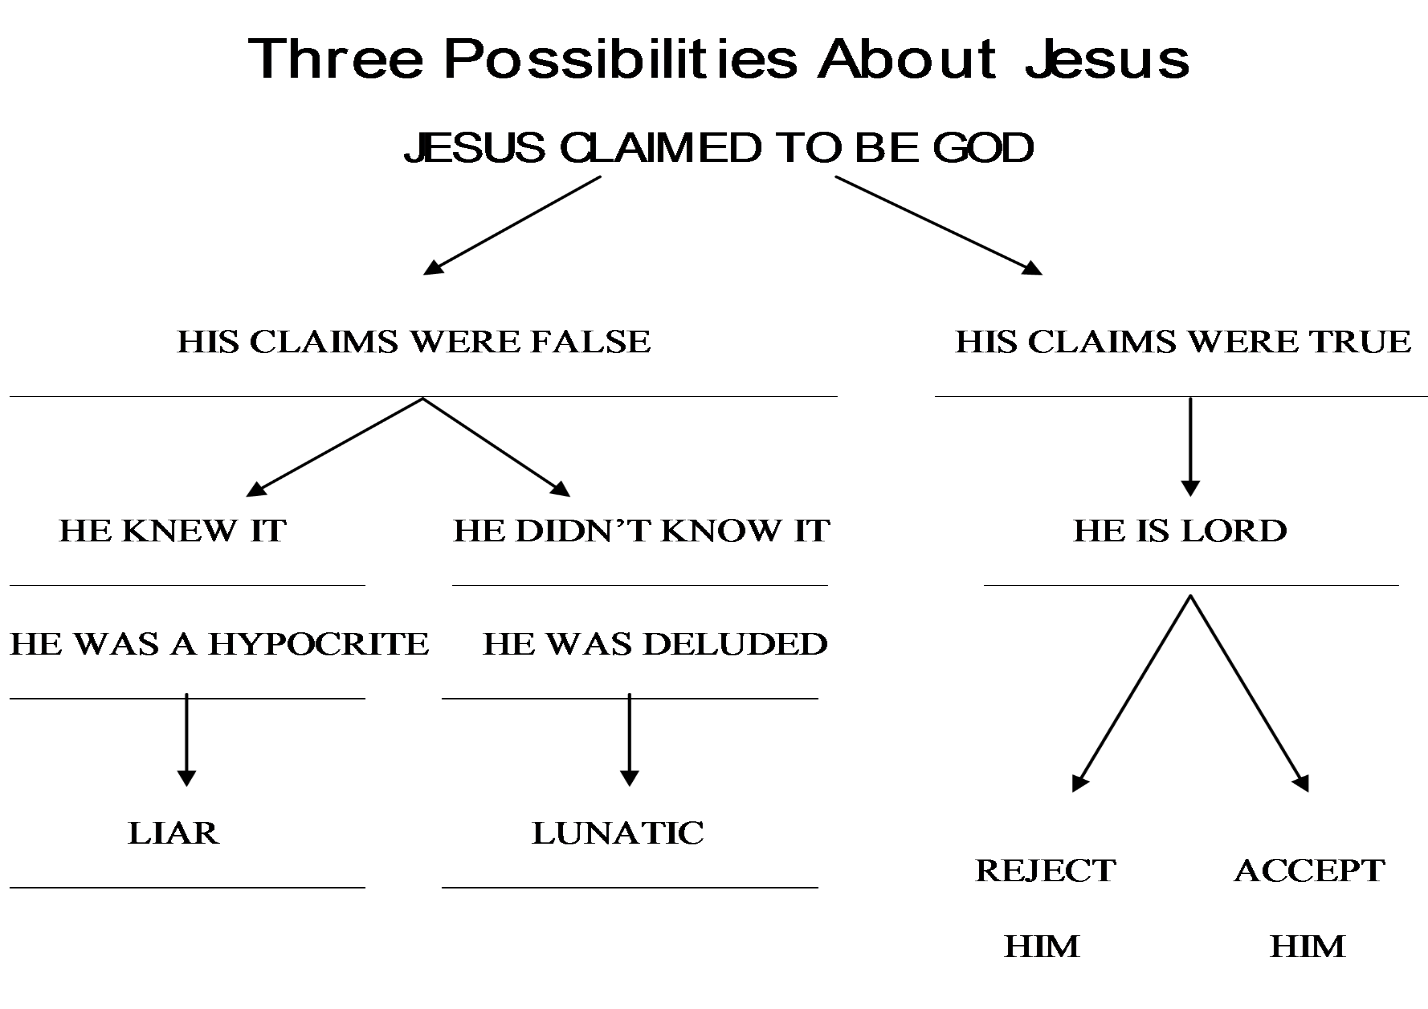 Three Possibilities About Jesus
JESUS CLAIMED TO BE GOD
HIS CLAIMS WERE FALSE
HIS CLAIMS WERE TRUE
HE KNEW IT
HE DIDN’T KNOW IT
HE IS LORD
HE WAS A HYPOCRITE
HE WAS DELUDED
LIAR
LUNATIC
REJECT
HIM
ACCEPT
HIM